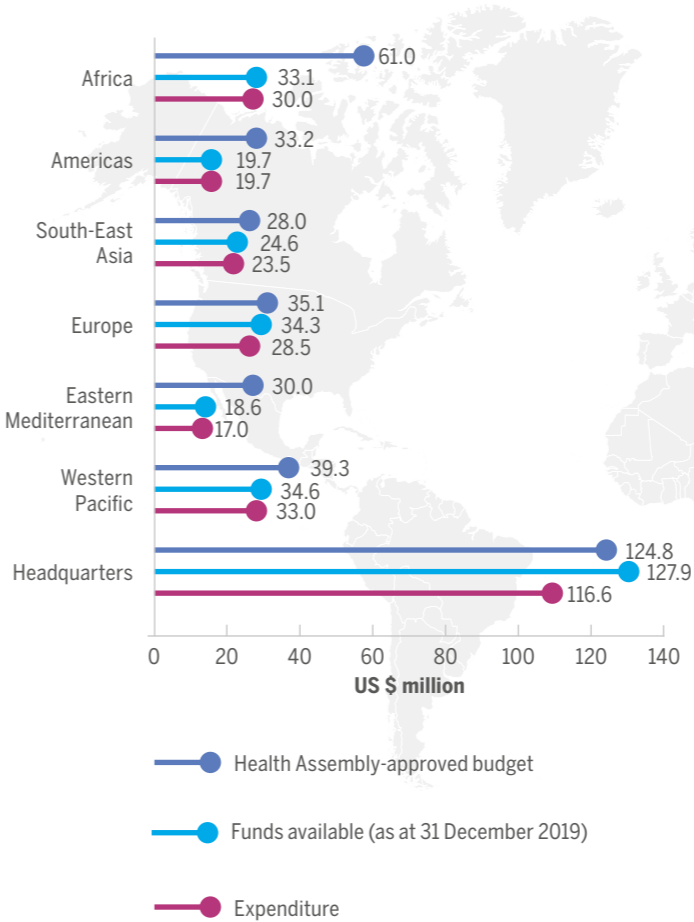 61.0
Africa
33.1
30.0
33.2
Americas
19.7
19.7
28.0
South-East
Asia
24.6
23.5
35.1
Europe
34.3
28.5
30.0
Eastern
Mediterranean
18.6
17.0
39.3
Western
Pacific
34.6
33.0
124.8
Headquarters
127.9
116.6
0 20 40 60 80 100 120 140
US $ million
Health Assembly-approved budget
Funds available (as at 31 December 2019)
Expenditure